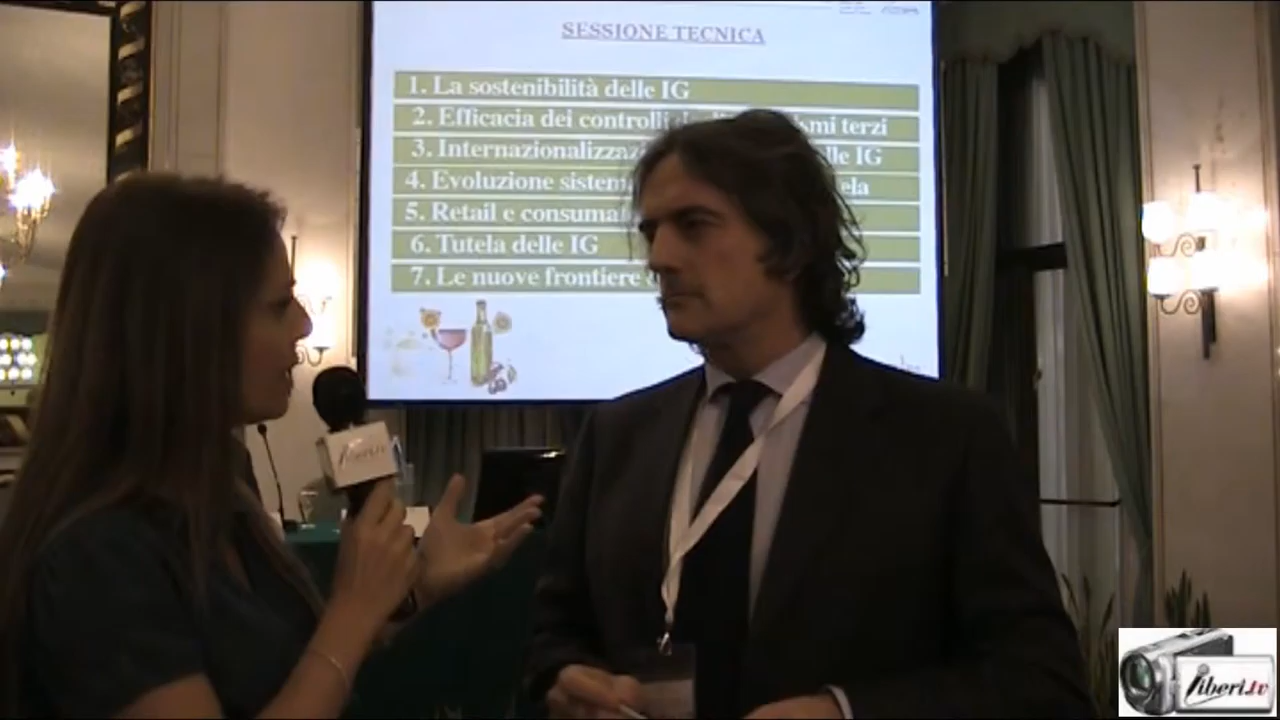 SESSIONE TECNICA
1. La sostenibilità delle IG
2. Efficacia dei controlli terzi
3. Internazionalizzazi lle IG
4. Evoluzione sistem ela
5. Retail e consuma
6. Tutela delle IG
7. Le nuove frontiere
liberi.tv
liberi.tv